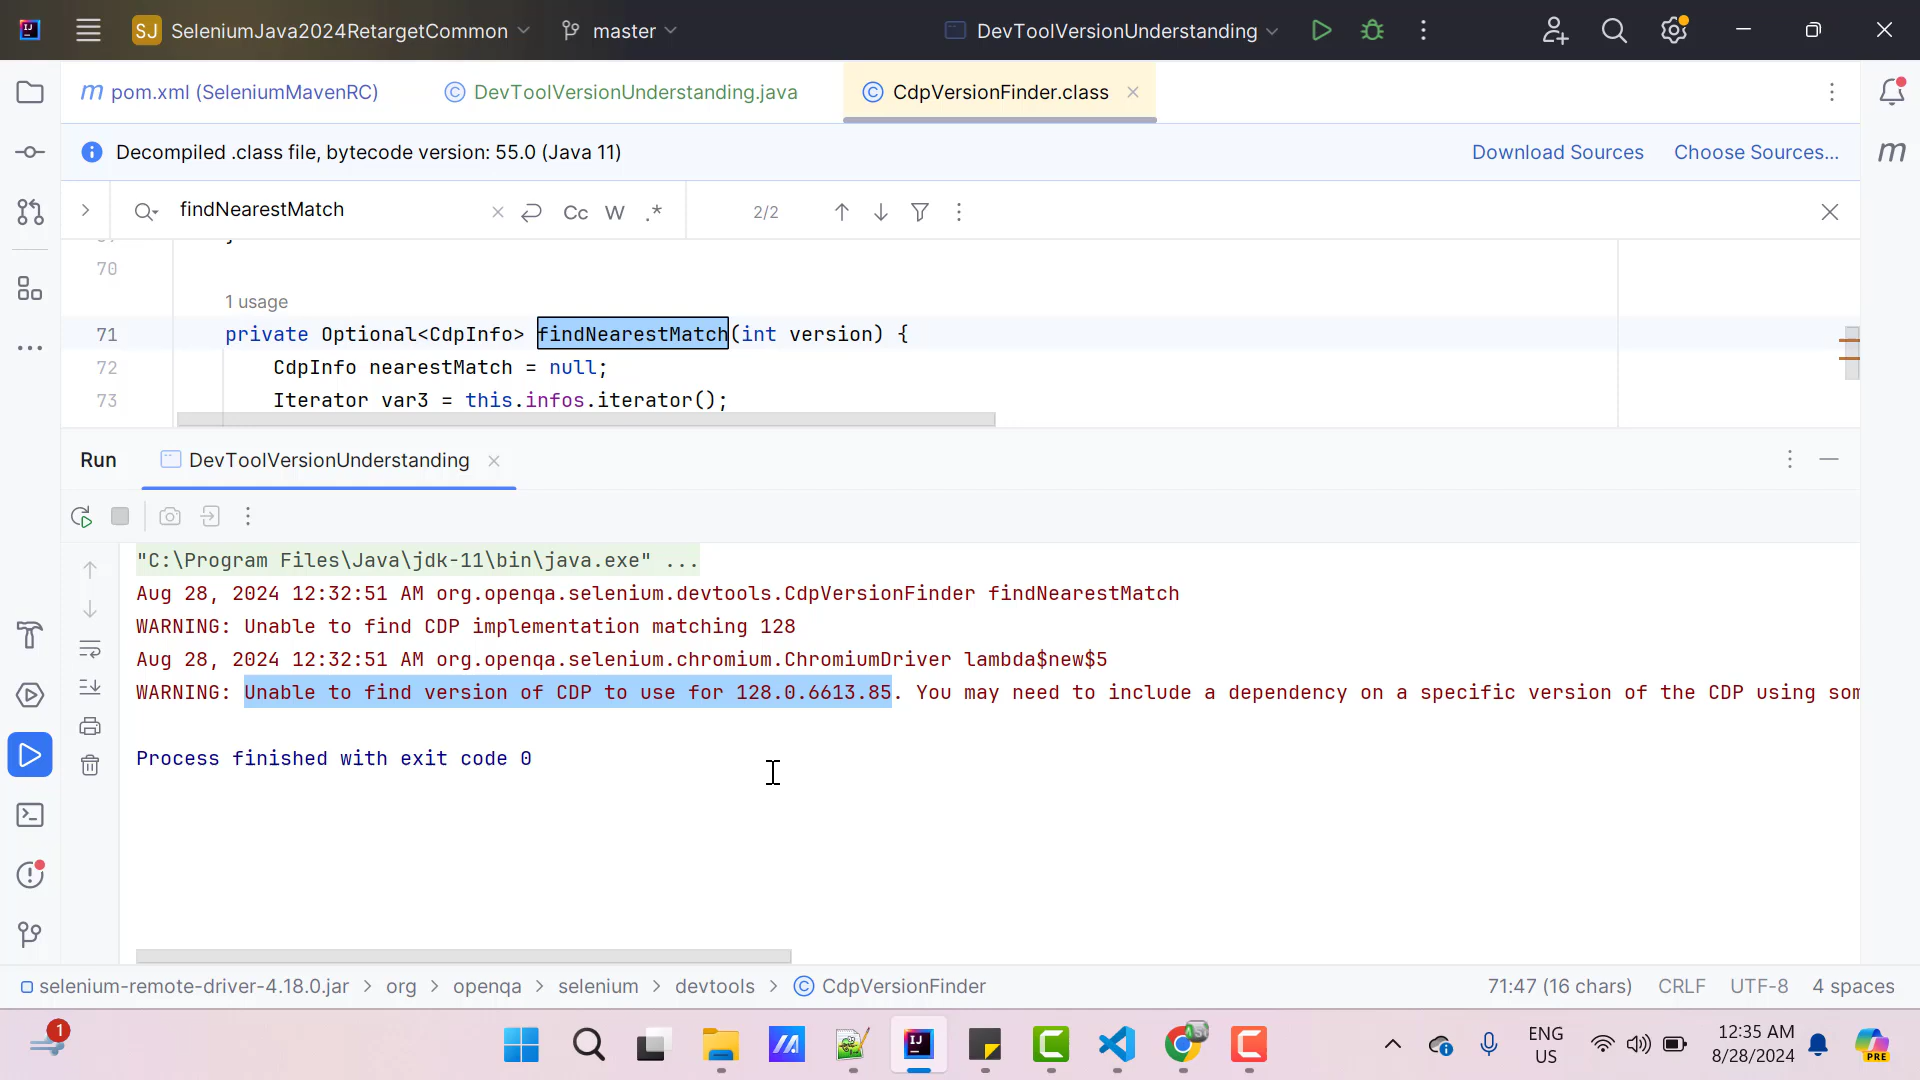 SJ SeleniumJava2024RetargetCommon master DevToolVersionUnderstanding
pom.xml (SeleniumMavenRC) DevToolVersionUnderstanding.java CdpVersionFinder.class
Decompiled .class file, bytecode version: 55.0 (Java 11) Download Sources Choose Sources...
findNearestMatch Cc W .* 2/2
70
1 usage
71 private Optional<CdpInfo> findNearestMatch(int version) {
72 CdpInfo nearestMatch = null;
73 Iterator var3 = this.infos.iterator();
Run DevToolVersionUnderstanding
"C:\Program Files\Java\jdk-11\bin\java.exe" ...
Aug 28, 2024 12:32:51 AM org.openqa.selenium.devtools.CdpVersionFinder findNearestMatch
WARNING: Unable to find CDP implementation matching 128
Aug 28, 2024 12:32:51 AM org.openqa.selenium.chromium.ChromiumDriver lambda$new$5
WARNING: Unable to find version of CDP to use for 128.0.6613.85. You may need to include a dependency on a specific version of the CDP using som
Process finished with exit code 0
selenium-remote-driver-4.18.0.jar > org > openqa > selenium > devtools > CdpVersionFinder 71:47 (16 chars) CRLF UTF-8 4 spaces
1
ENG
US
12:35 AM
8/28/2024
PRE